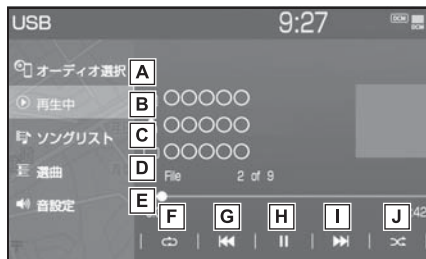 USB 9:27 DCM
オーディオ選択 A
再生中 B ○○○○○
ソングリスト C ○○○○○
選曲 D ○○○○○
File 2 of 9
音設定 E
:42
F G H I J